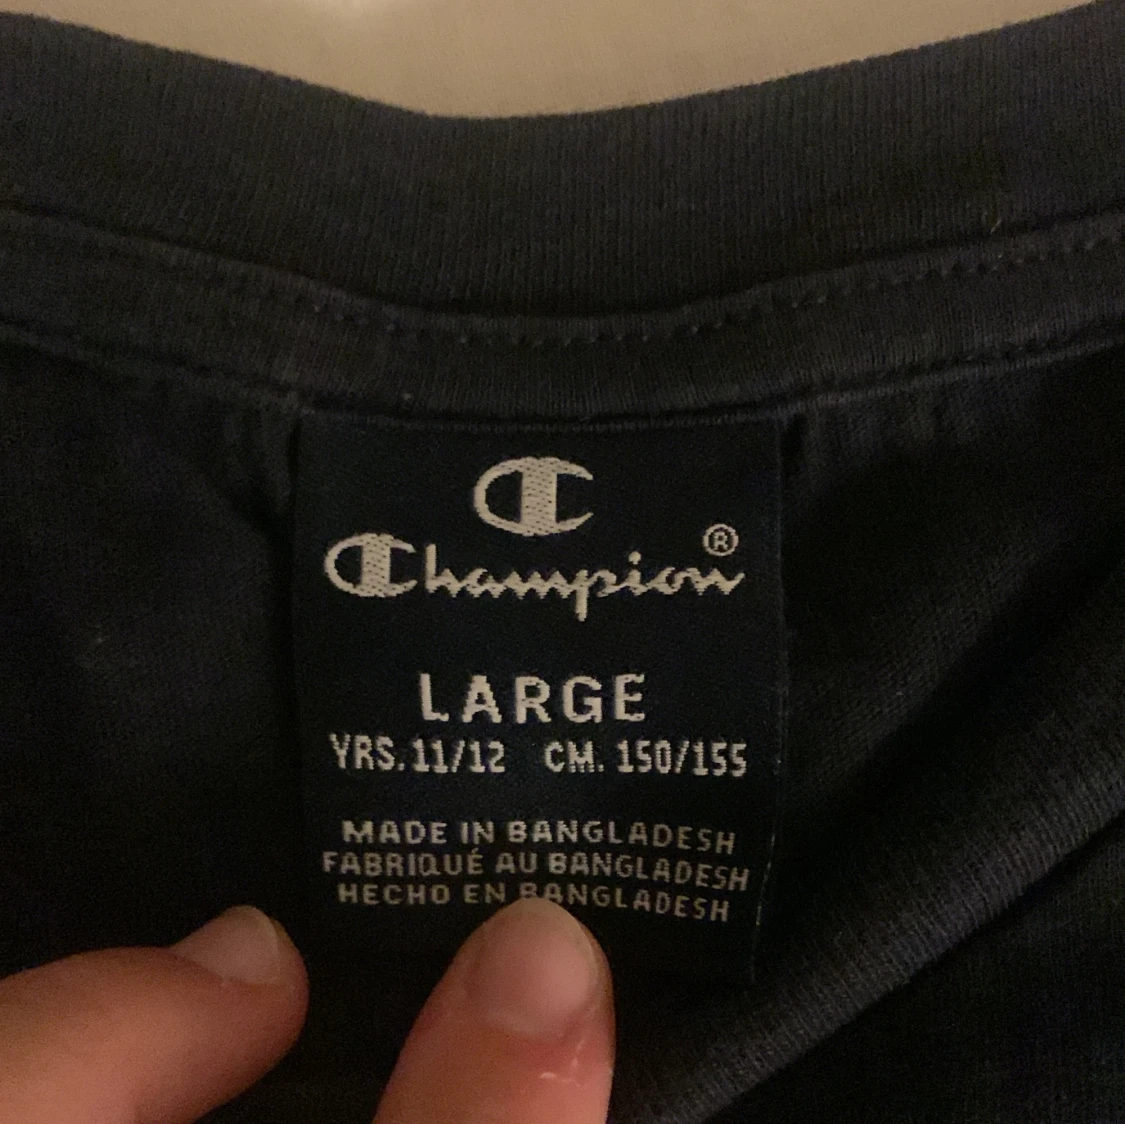 Champion®
LARGE
YRS. 11/12 CM. 150/155
MADE IN BANGLADESH
FABRIQUÉ AU BANGLADESH
HECHO EN BANGLADESH